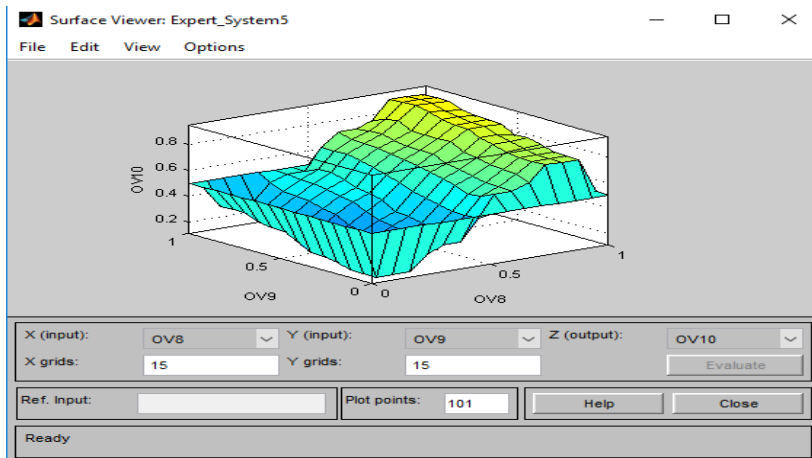 Surface Viewer: Expert_System5
File Edit View Options
0.8
0.6
0.4
0.2
OV10
1
0.5
0
OV9
0
0.5
1
OV8
X (input): OV8 Y (input): OV9 Z (output): OV10
X grids: 15 Y grids: 15 Evaluate
Ref. Input: Plot points: 101 Help Close
Ready